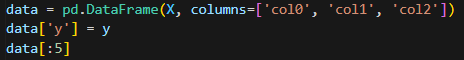 data = pd.DataFrame(X, columns=['col0', 'col1', 'col2'])
data['y'] = y
data[:5]